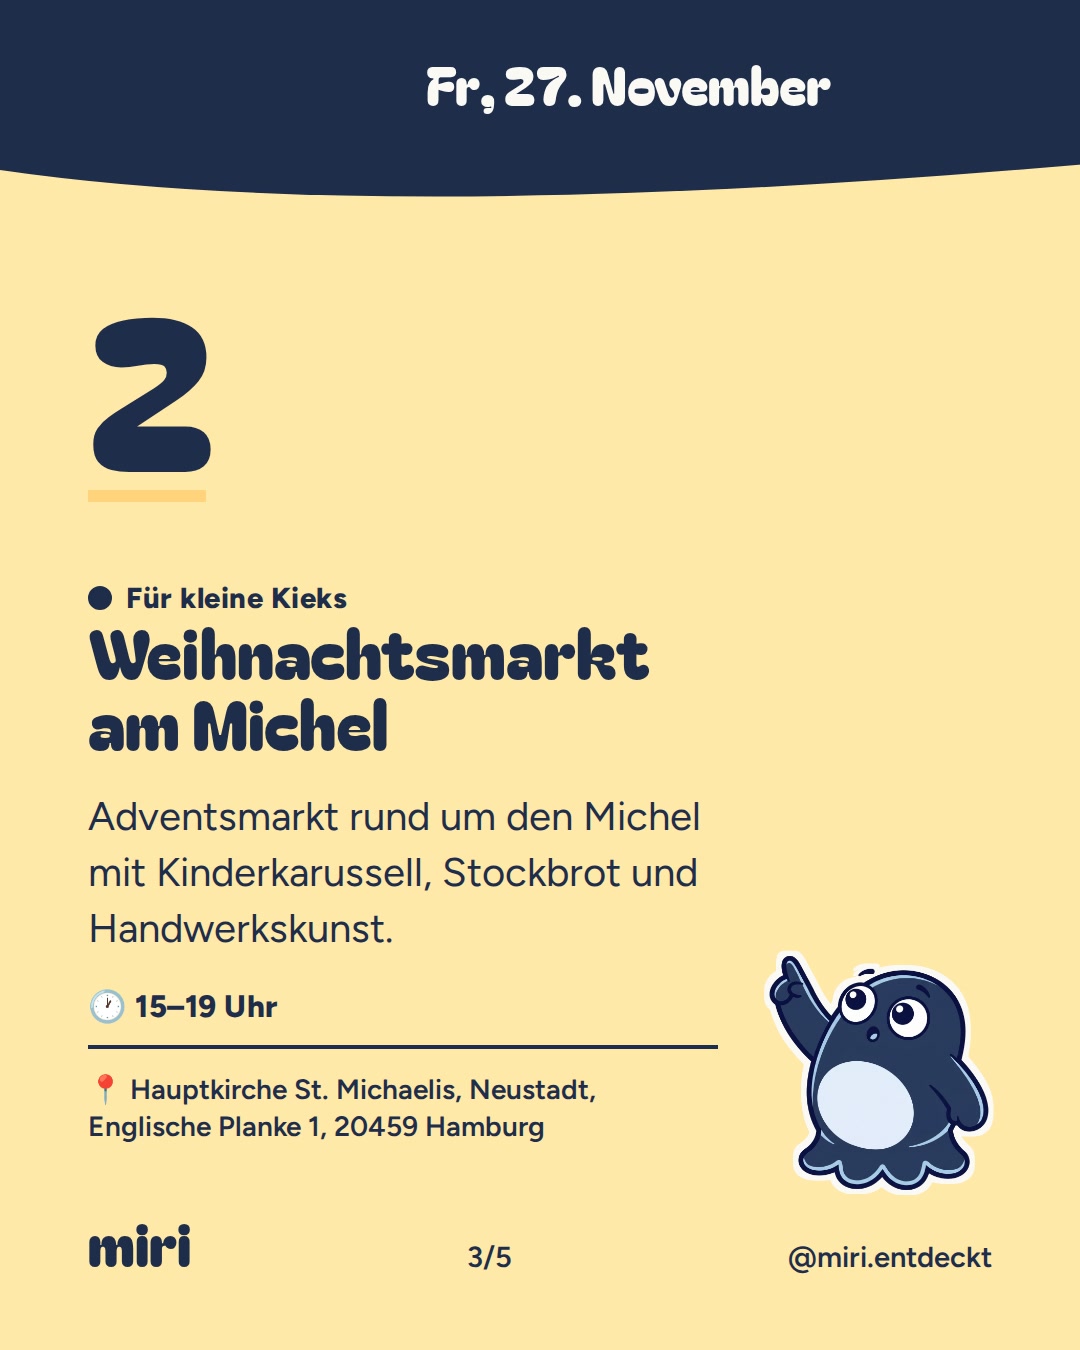 Fr, 27. November
2
Für kleine Kieks
Weihnachtsmarkt
am Michel
Adventsmarkt rund um den Michel
mit Kinderkarussell, Stockbrot und
Handwerkskunst.
🕐 15–19 Uhr
📍 Hauptkirche St. Michaelis, Neustadt,
Englische Planke 1, 20459 Hamburg
miri
3/5
@miri.entdeckt